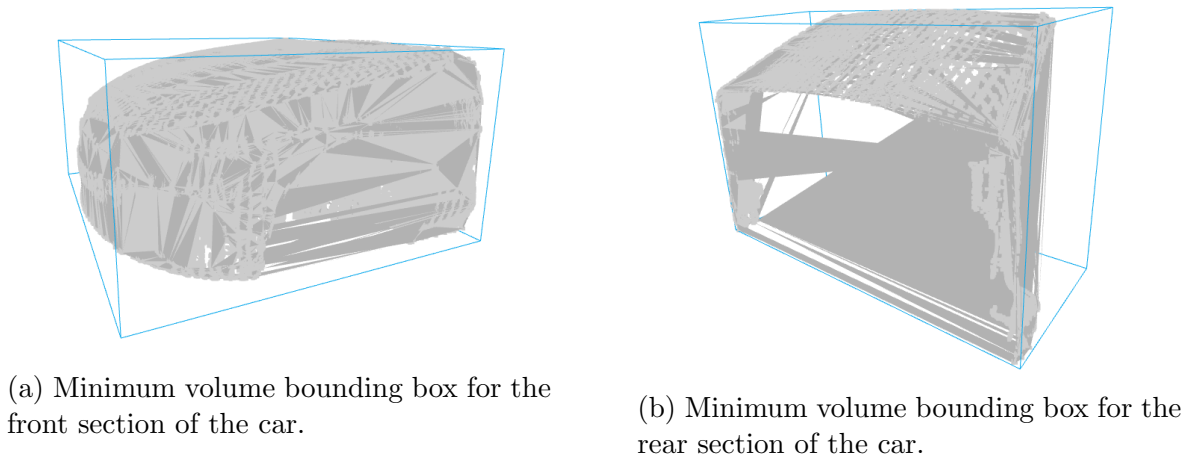 (a) Minimum volume bounding box for the
front section of the car.
(b) Minimum volume bounding box for the
rear section of the car.